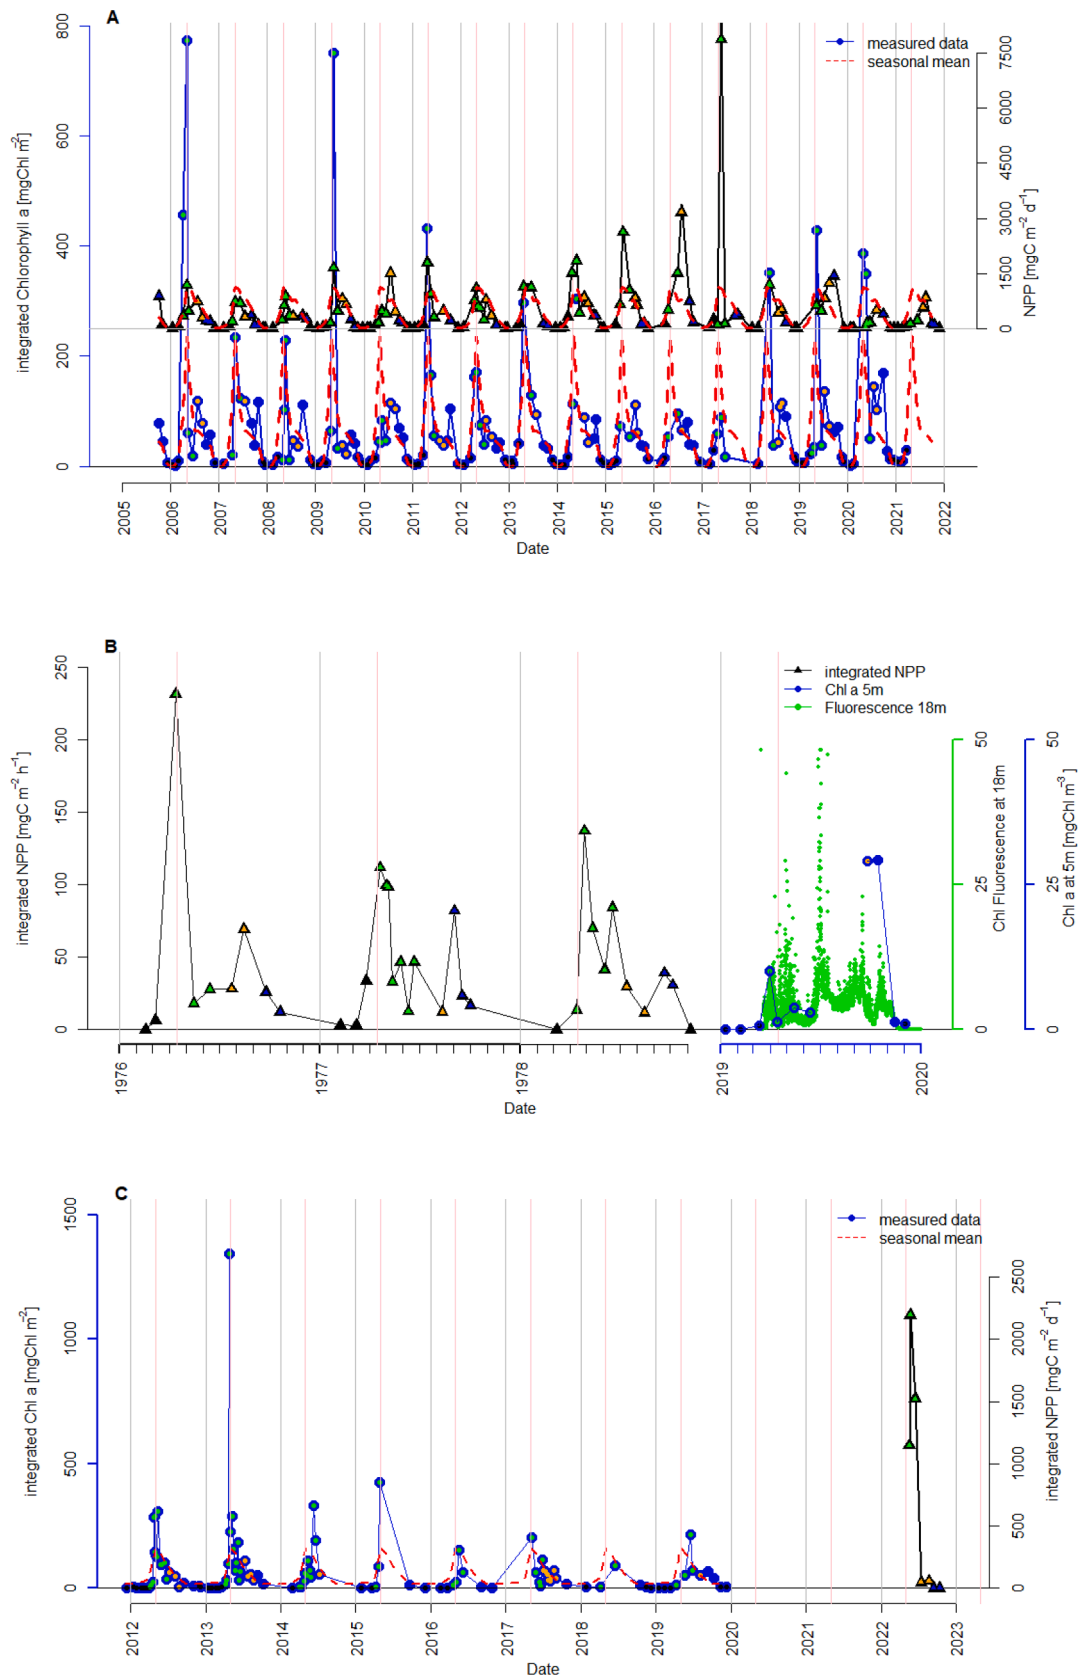 A
800
600
400
200
0
integrated Chlorophyll a [mgChl m⁻²]
measured data
seasonal mean
7500
6000
4500
3000
1500
0
NPP [mgC m⁻² d⁻¹]
2005 2006 2007 2008 2009 2010 2011 2012 2013 2014 2015 2016 2017 2018 2019 2020 2021 2022
Date
B
250
200
150
100
50
0
integrated NPP [mgC m⁻² h⁻¹]
integrated NPP
Chl a 5m
Fluorescence 18m
50
25
0
Chl Fluorescence at 18m
50
25
0
Chl a at 5m [mgChl m⁻³]
1976 1977 1978 2019 2020
Date
C
1500
1000
500
0
integrated Chl a [mgChl m⁻²]
measured data
seasonal mean
2500
2000
1500
1000
500
0
integrated NPP [mgC m⁻² d⁻¹]
2012 2013 2014 2015 2016 2017 2018 2019 2020 2021 2022 2023
Date